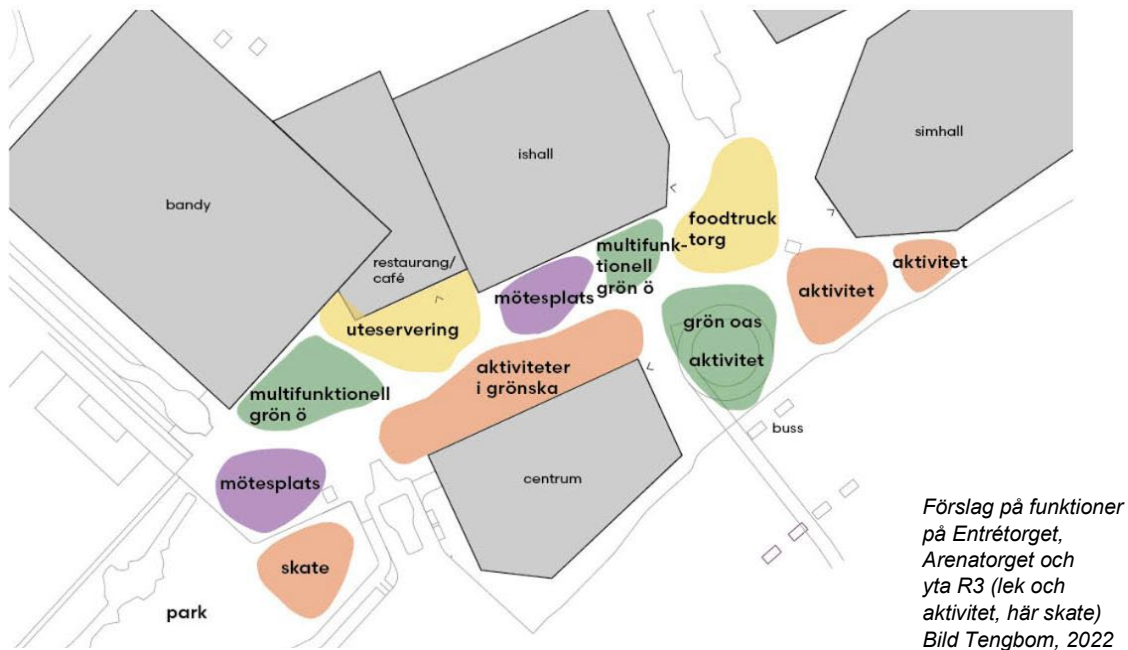 simhall
ishall
bandy
foodtruck
torg
multifunk-
tionell
grön ö
restaurang/
café
aktivitet
mötesplats
aktivitet
uteservering
grön oas
aktivitet
aktiviteter
i grönska
multifunktionell
grön ö
buss
centrum
mötesplats
skate
park
Förslag på funktioner
på Entrétorget,
Arenatorget och
yta R3 (lek och
aktivitet, här skate)
Bild Tengbom, 2022